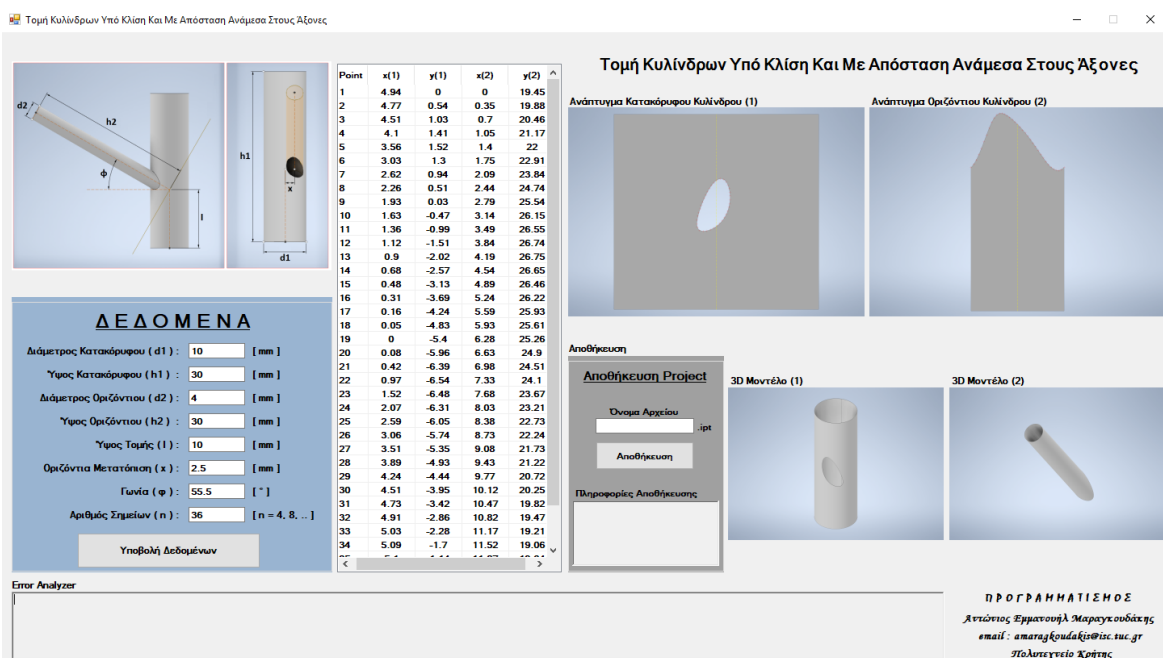 Τομή Κυλίνδρων Υπό Κλίση Και Με Απόσταση Ανάμεσα Στους Άξονες
d2
h2
φ
l
h1
x
d1
ΔΕΔΟΜΕΝΑ
Διάμετρος Κατακόρυφου ( d1 ) : 10 [ mm ]
Ύψος Κατακόρυφου ( h1 ) : 30 [ mm ]
Διάμετρος Οριζόντιου ( d2 ) : 4 [ mm ]
Ύψος Οριζόντιου ( h2 ) : 30 [ mm ]
Ύψος Τομής ( l ) : 10 [ mm ]
Οριζόντια Μετατόπιση ( x ) : 2.5 [ mm ]
Γωνία ( φ ) : 55.5 [ ° ]
Αριθμός Σημείων ( n ) : 36 [ n = 4, 8, .. ]
Υποβολή Δεδομένων
Point x(1) y(1) x(2) y(2)
1 4.94 0 0 19.45
2 4.77 0.54 0.35 19.88
3 4.51 1.03 0.7 20.46
4 4.1 1.41 1.05 21.17
5 3.56 1.52 1.4 22
6 3.03 1.3 1.75 22.91
7 2.62 0.94 2.09 23.84
8 2.26 0.51 2.44 24.74
9 1.93 0.03 2.79 25.54
10 1.63 -0.47 3.14 26.15
11 1.36 -0.99 3.49 26.55
12 1.12 -1.51 3.84 26.74
13 0.9 -2.02 4.19 26.75
14 0.68 -2.57 4.54 26.65
15 0.48 -3.13 4.89 26.46
16 0.31 -3.69 5.24 26.22
17 0.16 -4.24 5.59 25.93
18 0.05 -4.83 5.93 25.61
19 0 -5.4 6.28 25.26
20 0.08 -5.96 6.63 24.9
21 0.42 -6.39 6.98 24.51
22 0.97 -6.54 7.33 24.1
23 1.52 -6.48 7.68 23.67
24 2.07 -6.31 8.03 23.21
25 2.59 -6.05 8.38 22.73
26 3.06 -5.74 8.73 22.24
27 3.51 -5.35 9.08 21.73
28 3.89 -4.93 9.43 21.22
29 4.24 -4.44 9.77 20.72
30 4.51 -3.95 10.12 20.25
31 4.73 -3.42 10.47 19.82
32 4.91 -2.86 10.82 19.47
33 5.03 -2.28 11.17 19.21
34 5.09 -1.7 11.52 19.06
Τομή Κυλίνδρων Υπό Κλίση Και Με Απόσταση Ανάμεσα Στους Άξονες
Ανάπτυγμα Κατακόρυφου Κυλίνδρου (1)
Ανάπτυγμα Οριζόντιου Κυλίνδρου (2)
Αποθήκευση
Αποθήκευση Project
Όνομα Αρχείου
.ipt
Αποθήκευση
Πληροφορίες Αποθήκευσης
3D Μοντέλο (1)
3D Μοντέλο (2)
Error Analyzer
ΠΡΟΓΡΑΜΜΑΤΙΣΜΟΣ
Αντώνιος Εμμανουήλ Μαραγκουδάκης
email : amaragkoudakis@isc.tuc.gr
Πολυτεχνείο Κρήτης